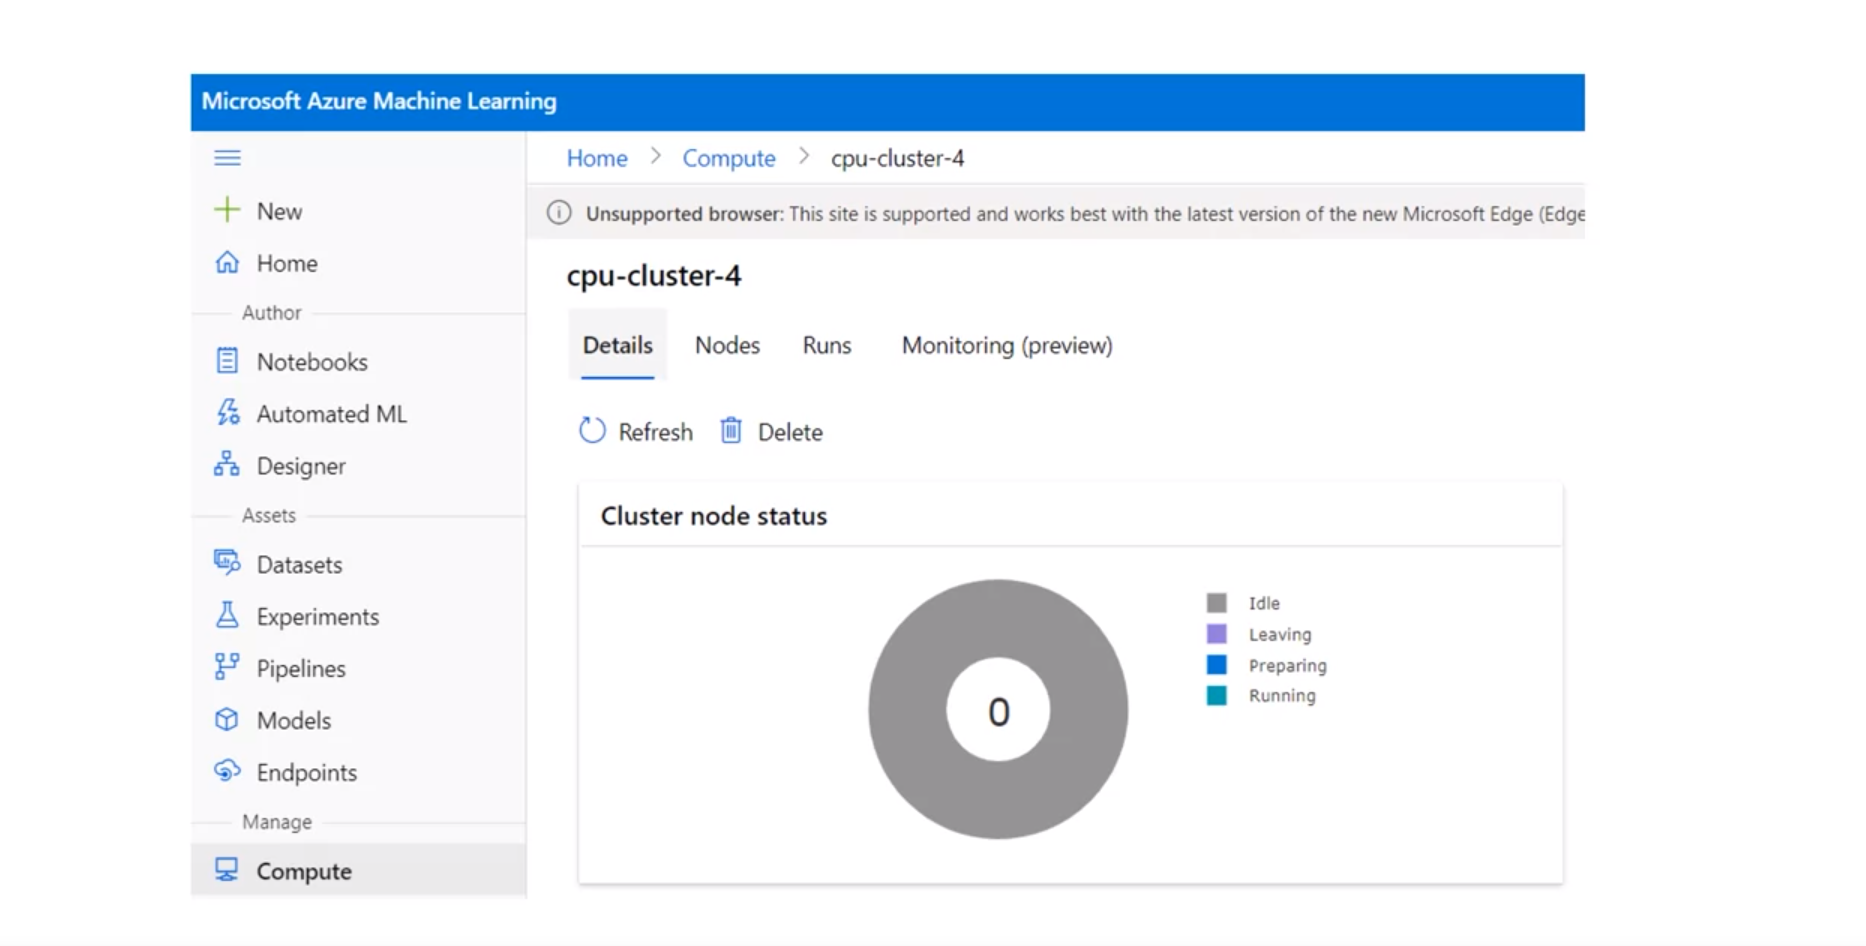 Microsoft Azure Machine Learning
New
Home
Author
Notebooks
Automated ML
Designer
Assets
Datasets
Experiments
Pipelines
Models
Endpoints
Manage
Compute
Home > Compute > cpu-cluster-4
Unsupported browser: This site is supported and works best with the latest version of the new Microsoft Edge (Edge
cpu-cluster-4
Details Nodes Runs Monitoring (preview)
Refresh Delete
Cluster node status
0
Idle
Leaving
Preparing
Running